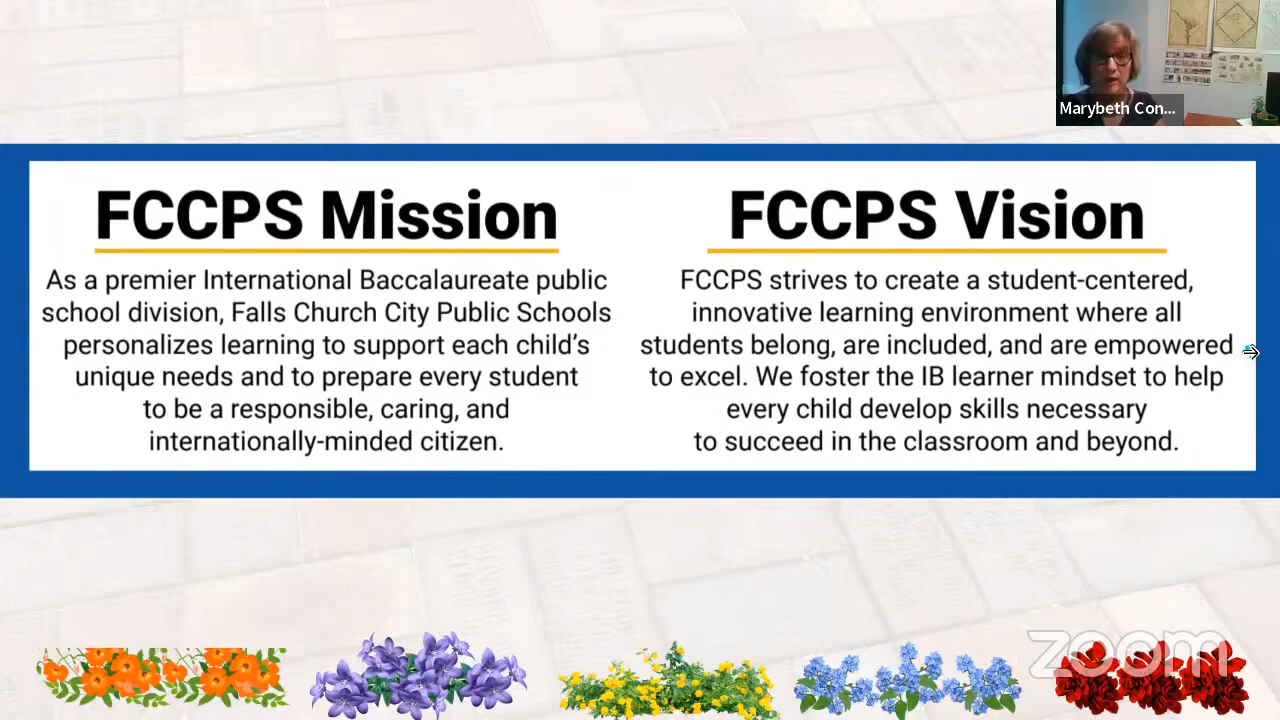 Marybeth Con...
FCCPS Mission
As a premier International Baccalaureate public
school division, Falls Church City Public Schools
personalizes learning to support each child’s
unique needs and to prepare every student
to be a responsible, caring, and
internationally-minded citizen.
FCCPS Vision
FCCPS strives to create a student-centered,
innovative learning environment where all
students belong, are included, and are empowered
to excel. We foster the IB learner mindset to help
every child develop skills necessary
to succeed in the classroom and beyond.
zoom